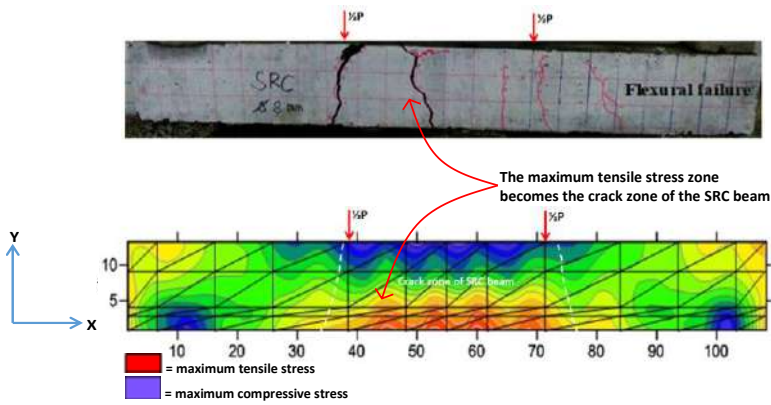 ½P ½P
SRC
Flexural failure
The maximum tensile stress zone
becomes the crack zone of the SRC beam
Y
½P ½P
10
Crack zone of SRC beam
5
X
10 20 30 40 50 60 70 80 90 100
= maximum tensile stress
= maximum compressive stress